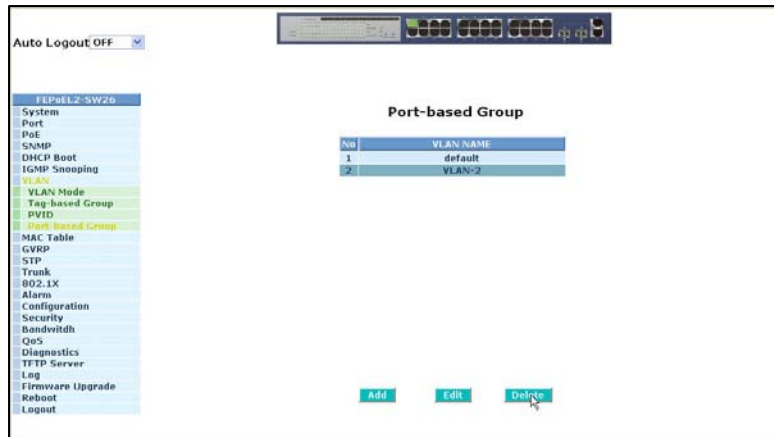 Auto Logout OFF
FEPoEL2-SW26
System
Port
PoE
SNMP
DHCP Boot
IGMP Snooping
VLAN
VLAN Mode
Tag-based Group
PVID
Port-based Group
MAC Table
GVRP
STP
Trunk
802.1X
Alarm
Configuration
Security
Bandwitdh
QoS
Diagnostics
TFTP Server
Log
Firmware Upgrade
Reboot
Logout
Port-based Group
No VLAN NAME
1 default
2 VLAN-2
Add Edit Delete